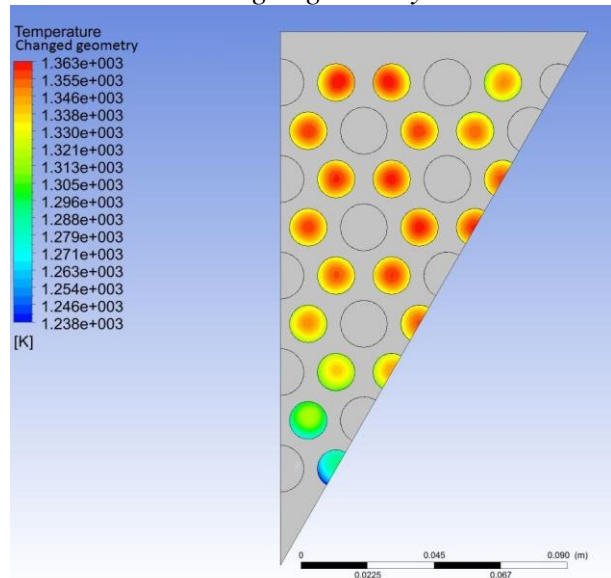 Temperature
Changed geometry
1.363e+003
1.355e+003
1.346e+003
1.338e+003
1.330e+003
1.321e+003
1.313e+003
1.305e+003
1.296e+003
1.288e+003
1.279e+003
1.271e+003
1.263e+003
1.254e+003
1.246e+003
1.238e+003
[K]
0 0.045 0.090 (m)
0.0225 0.067